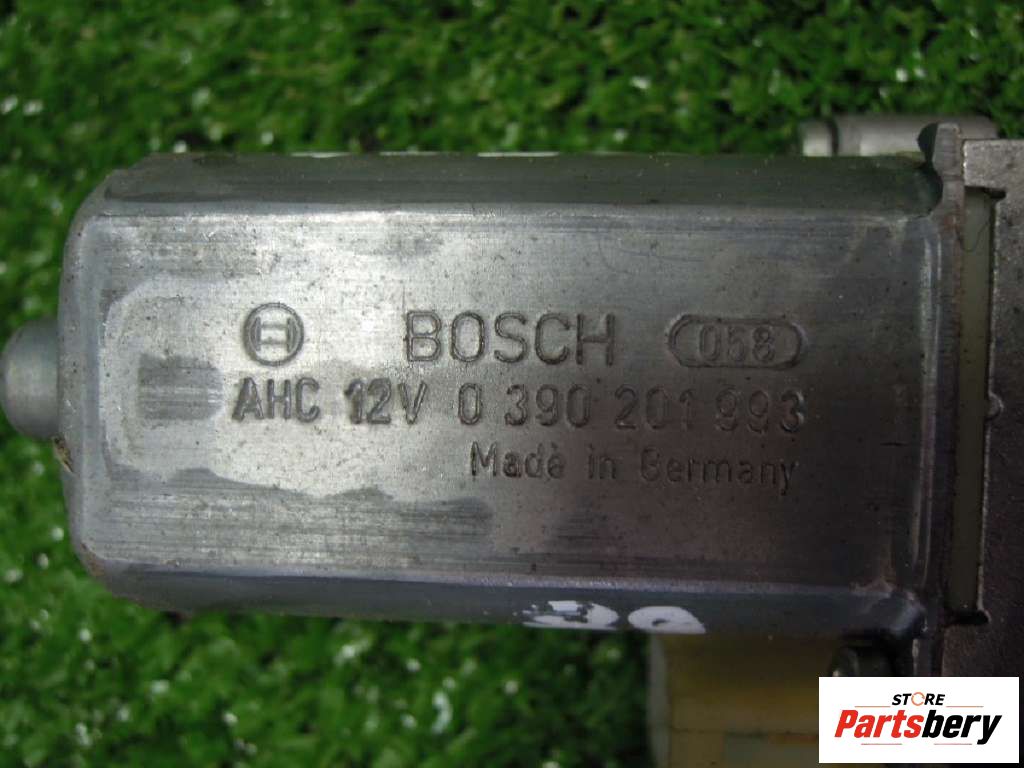 BOSCH 058
AHC 12V 0 390 201 993
Made in Germany
STORE
Partsbery